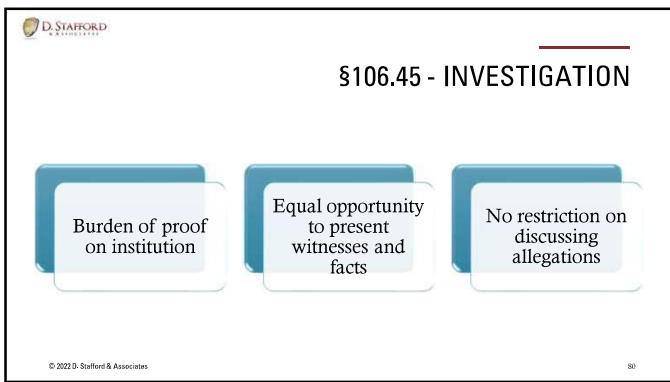 D. STAFFORD
& ASSOCIATES
§106.45 - INVESTIGATION
Burden of proof
on institution
Equal opportunity
to present
witnesses and
facts
No restriction on
discussing
allegations
© 2022 D. Stafford & Associates
80